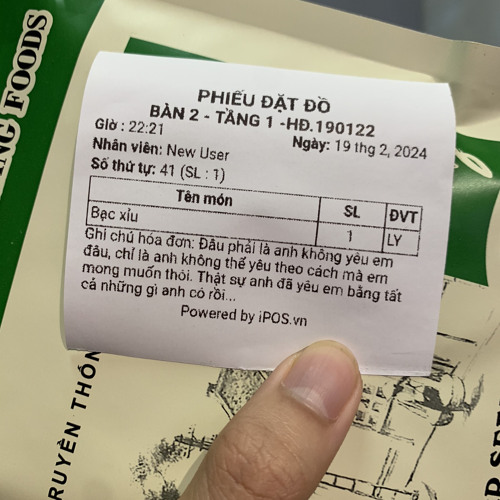 NG FOODS
PHIẾU ĐẶT ĐỒ
BÀN 2 - TẦNG 1 -HĐ.190122
Giờ : 22:21
Ngày: 19 thg 2, 2024
Nhân viên: New User
Số thứ tự: 41 (SL : 1)
Tên món SL ĐVT
Bạc xỉu 1 LY
Ghi chú hóa đơn: Đâu phải là anh không yêu em
đâu, chỉ là anh không thể yêu theo cách mà em
mong muốn thôi. Thật sự anh đã yêu em bằng tất
cả những gì anh có rồi...
Powered by iPOS.vn
RUYỀN THỐN